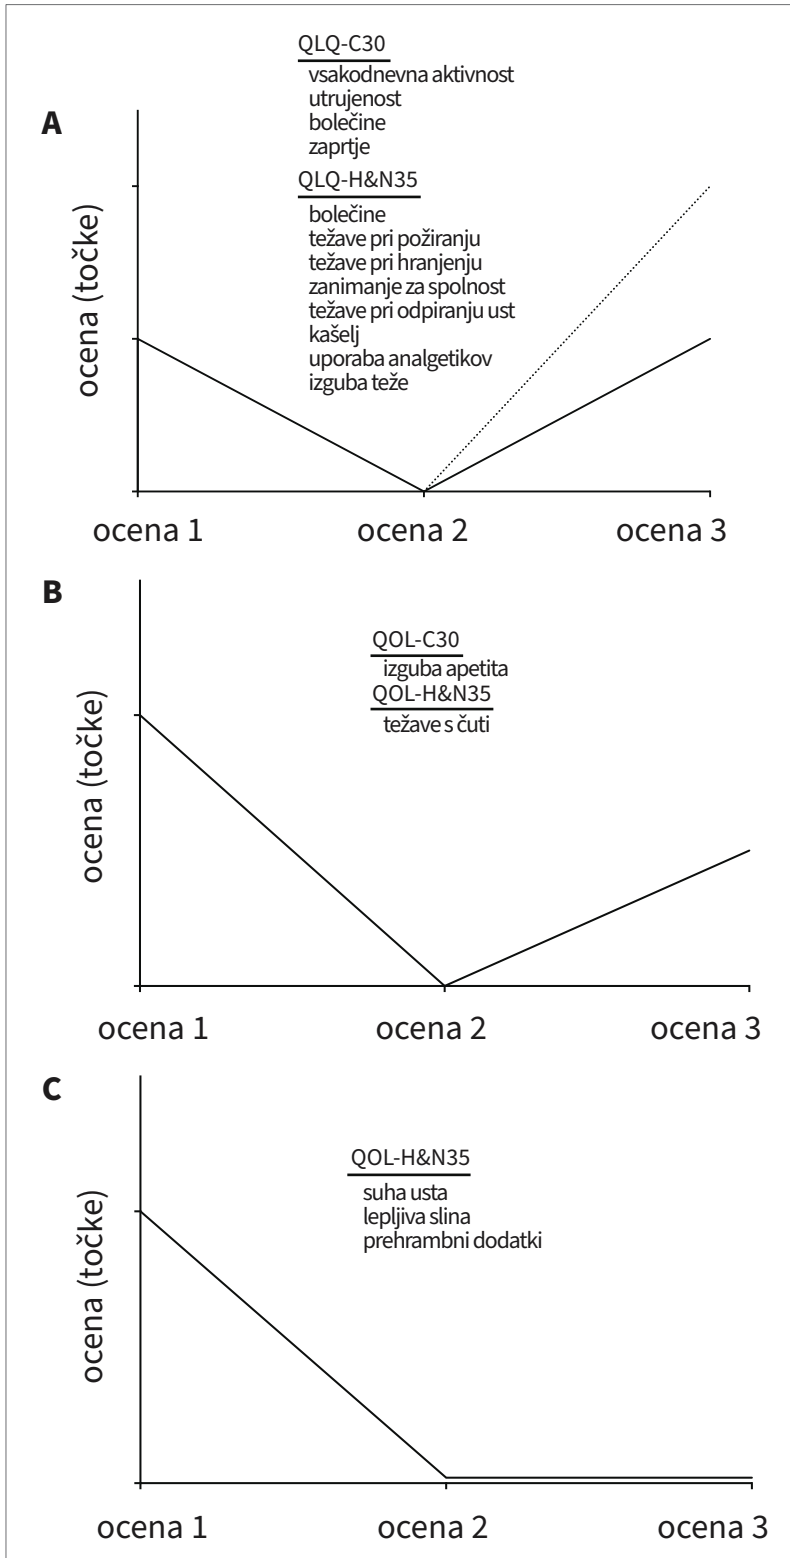 QLQ-C30
vsakodnevna aktivnost
utrujenost
bolečine
zaprtje
A
QLQ-H&N35
bolečine
težave pri požiranju
težave pri hranjenju
zanimanje za spolnost
težave pri odpiranju ust
kašelj
uporaba analgetikov
izguba teže
ocena (točke)
ocena 1 ocena 2 ocena 3
B
QOL-C30
izguba apetita
QOL-H&N35
težave s čuti
ocena (točke)
ocena 1 ocena 2 ocena 3
C
QOL-H&N35
suha usta
lepljiva slina
prehrambni dodatki
ocena (točke)
ocena 1 ocena 2 ocena 3